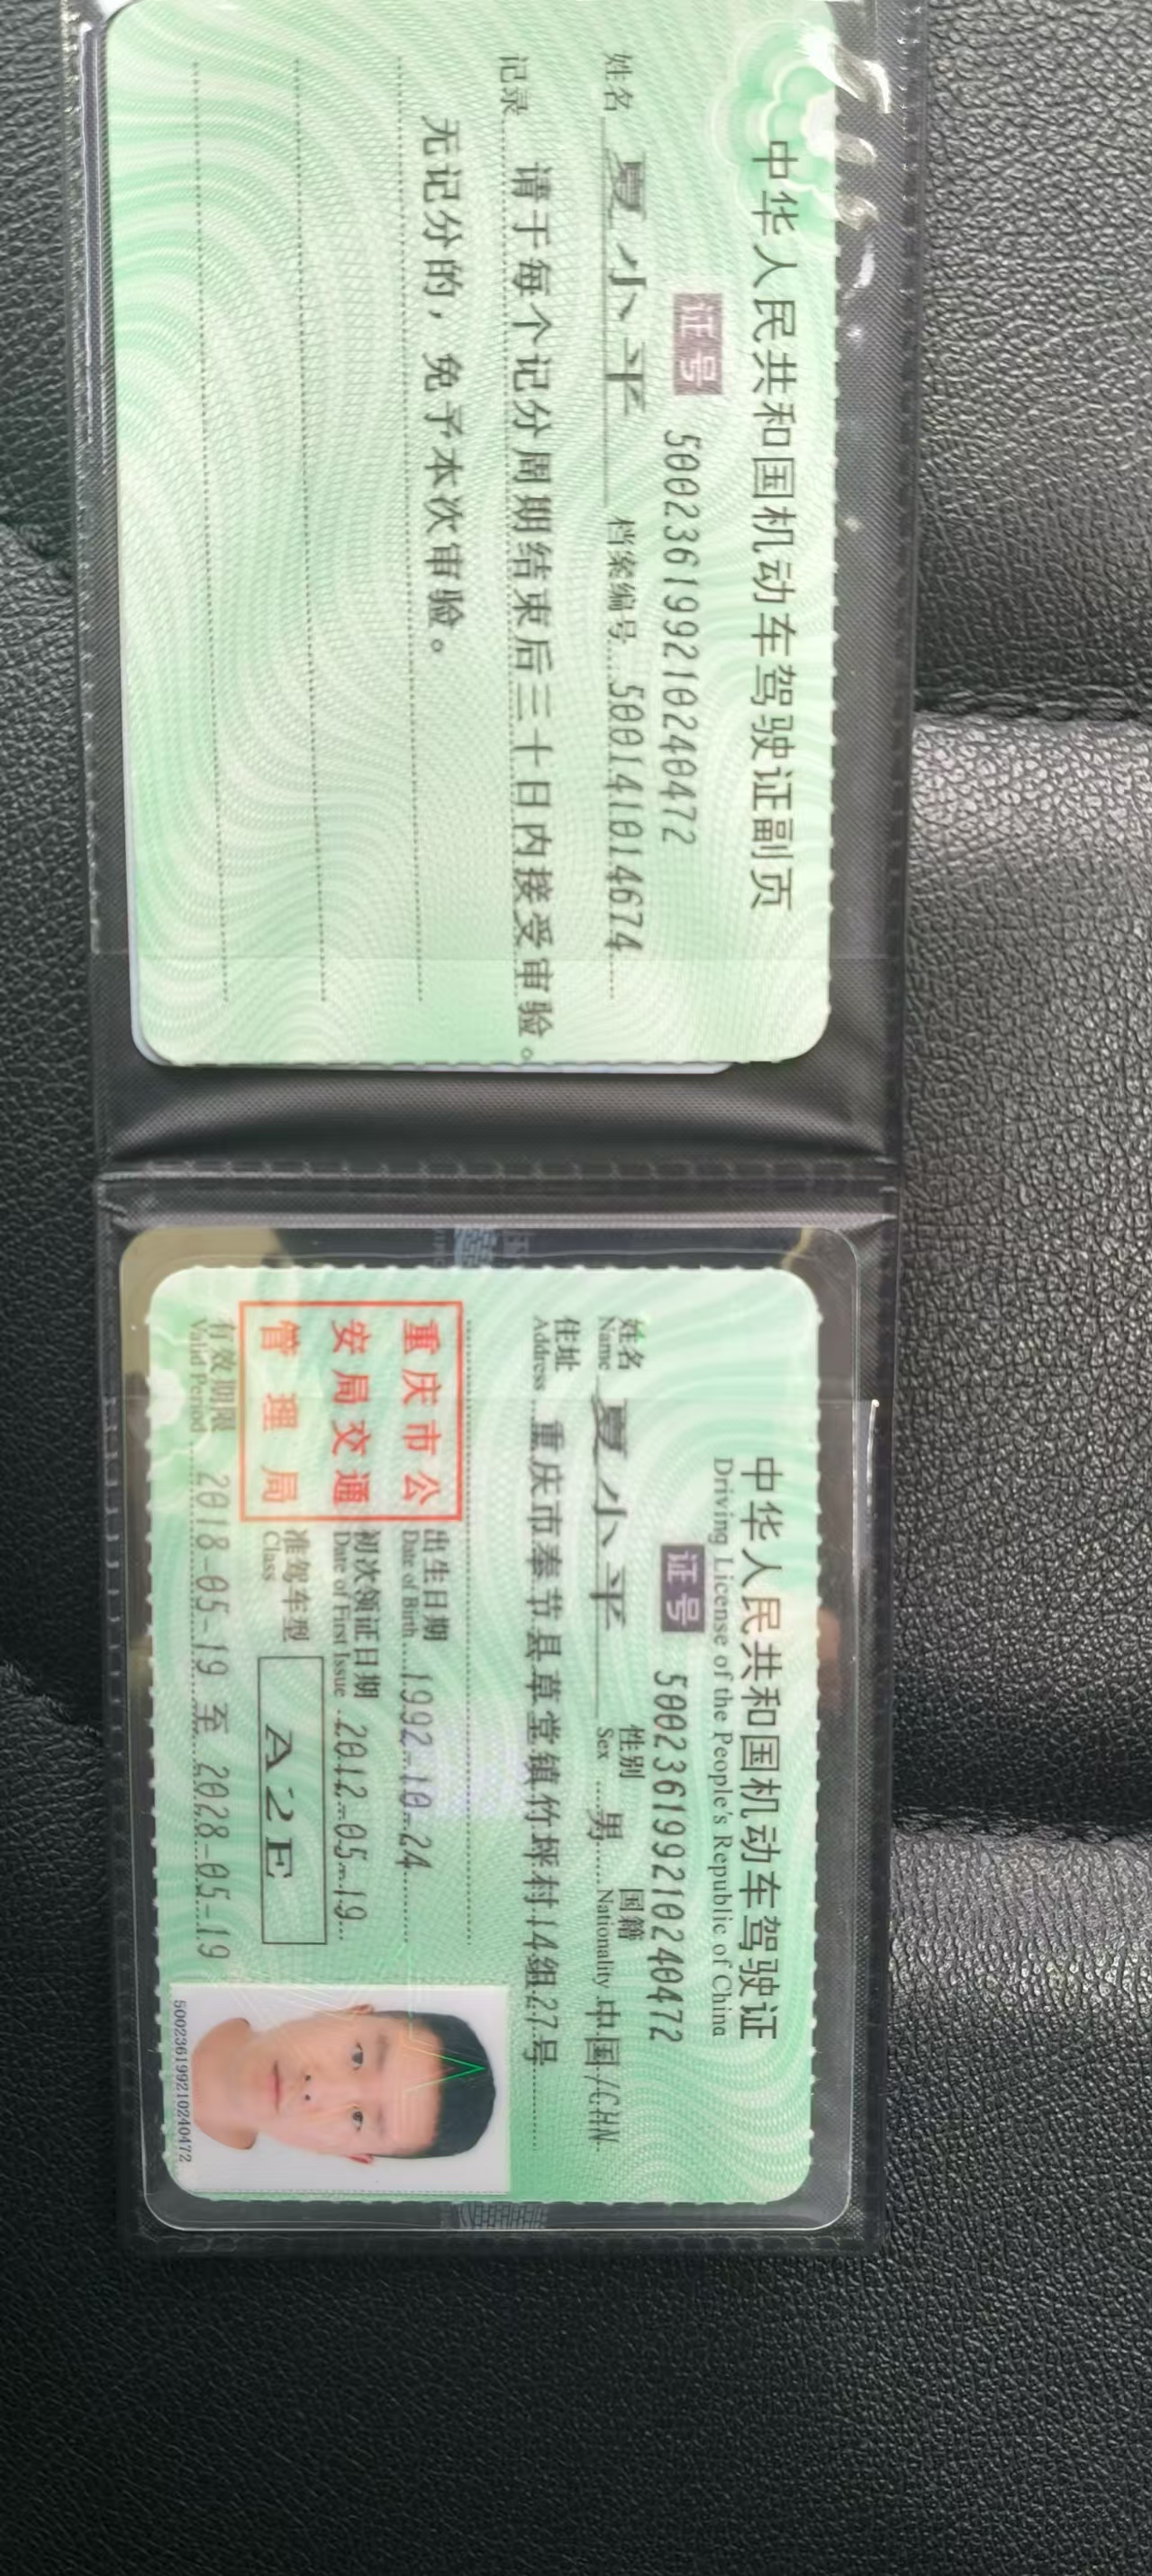 中华人民共和国机动车驾驶证副页
证号 500236199210240472
姓名 夏小平 档案编号 500141014674
记录 请于每个记分周期结束后三十日内接受审验。
无记分的，免予本次审验。
中华人民共和国机动车驾驶证
Driving License of the People's Republic of China
证号 500236199210240472
姓名 夏小平 性别 男 国籍 中国/CHN
Name Sex Nationality
住址 重庆市奉节县草堂镇竹坪村14组27号
Address
重庆市公
安局交通
管理局
出生日期 1992-10-24
Date of Birth
初次领证日期 2012-05-19
Date of First Issue
准驾车型 A2E
Class
有效期限 2018-05-19 至 2028-05-19
Valid Period
500236199210240472